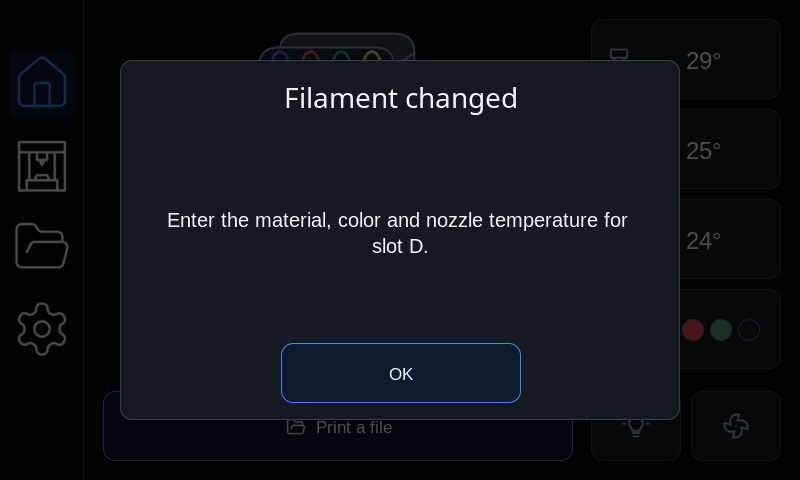 Filament changed
29°
25°
Enter the material, color and nozzle temperature for
slot D.
24°
OK
Print a file